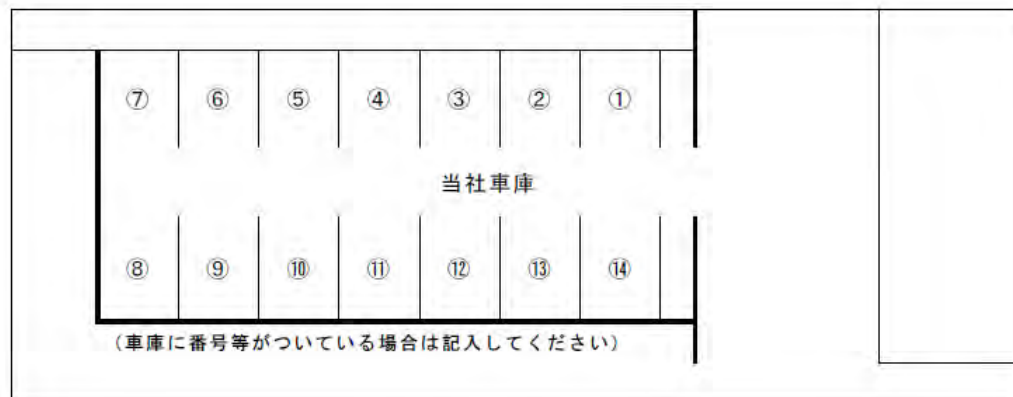 ⑦ ⑥ ⑤ ④ ③ ② ①
当社車庫
⑧ ⑨ ⑩ ⑪ ⑫ ⑬ ⑭
（車庫に番号等がついている場合は記入してください）